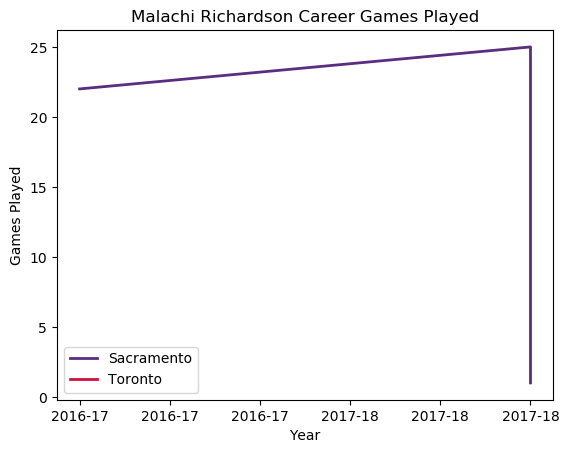 Malachi Richardson Career Games Played
Games Played
25
20
15
10
5
0
Sacramento
Toronto
2016-17 2016-17 2016-17 2017-18 2017-18 2017-18
Year